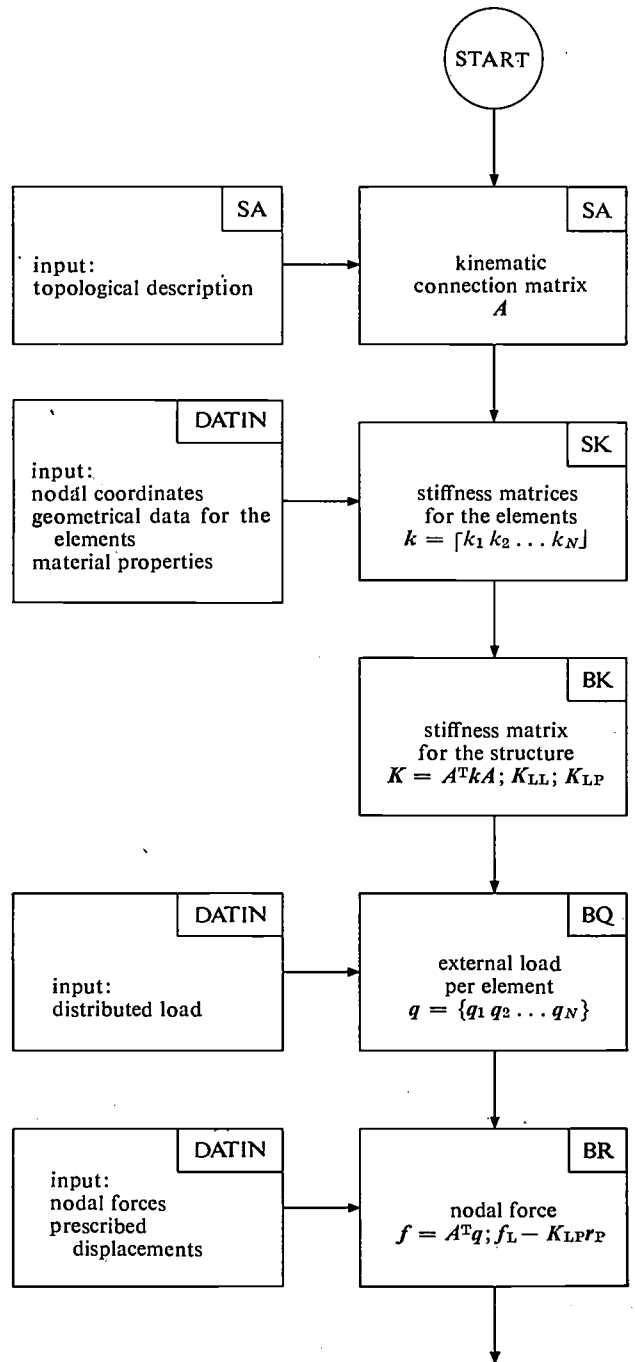 START
SA
input:
topological description
SA
kinematic
connection matrix
A
DATIN
input:
nodal coordinates
geometrical data for the
elements
material properties
SK
stiffness matrices
for the elements
k = ⌈k₁ k₂ . . . k_N⌋
BK
stiffness matrix
for the structure
K = AᵀkA; K_LL; K_LP
DATIN
input:
distributed load
BQ
external load
per element
q = {q₁ q₂ . . . q_N}
DATIN
input:
nodal forces
prescribed
displacements
BR
nodal force
f = Aᵀq; f_L − K_LP r_P